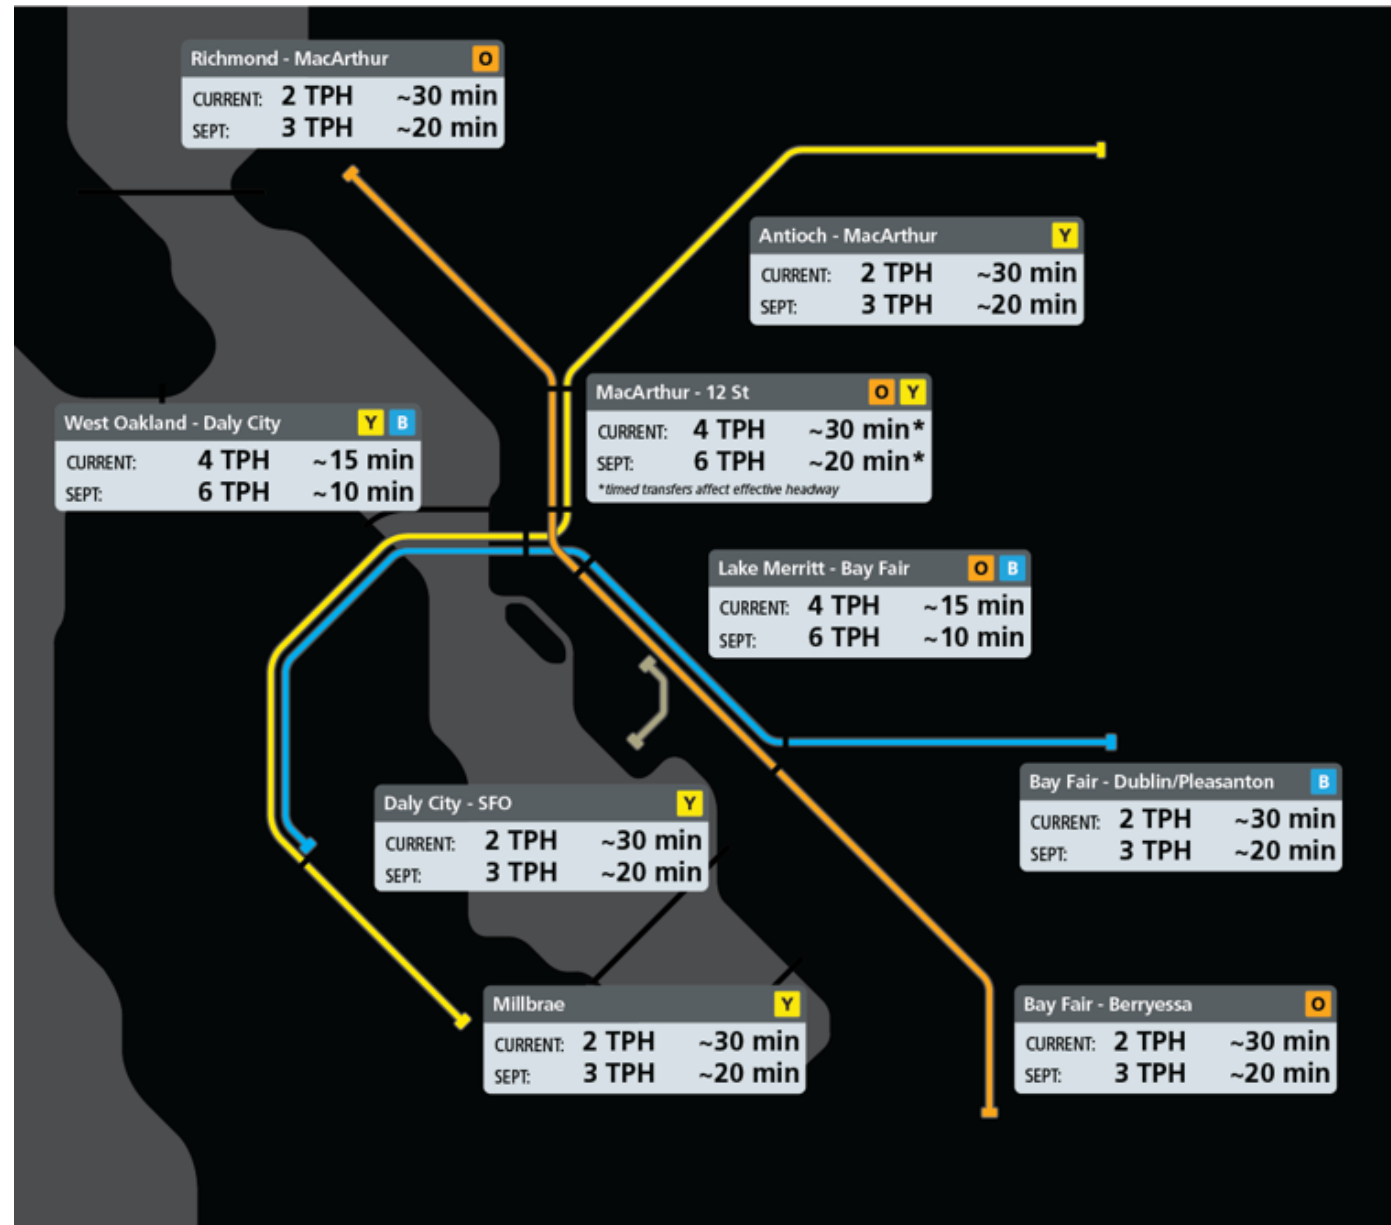 Richmond - MacArthur O
CURRENT: 2 TPH ~30 min
SEPT: 3 TPH ~20 min
Antioch - MacArthur Y
CURRENT: 2 TPH ~30 min
SEPT: 3 TPH ~20 min
MacArthur - 12 St O Y
CURRENT: 4 TPH ~30 min*
SEPT: 6 TPH ~20 min*
*timed transfers affect effective headway
West Oakland - Daly City Y B
CURRENT: 4 TPH ~15 min
SEPT: 6 TPH ~10 min
Lake Merritt - Bay Fair O B
CURRENT: 4 TPH ~15 min
SEPT: 6 TPH ~10 min
Bay Fair - Dublin/Pleasanton B
CURRENT: 2 TPH ~30 min
SEPT: 3 TPH ~20 min
Daly City - SFO Y
CURRENT: 2 TPH ~30 min
SEPT: 3 TPH ~20 min
Millbrae Y
CURRENT: 2 TPH ~30 min
SEPT: 3 TPH ~20 min
Bay Fair - Berryessa O
CURRENT: 2 TPH ~30 min
SEPT: 3 TPH ~20 min